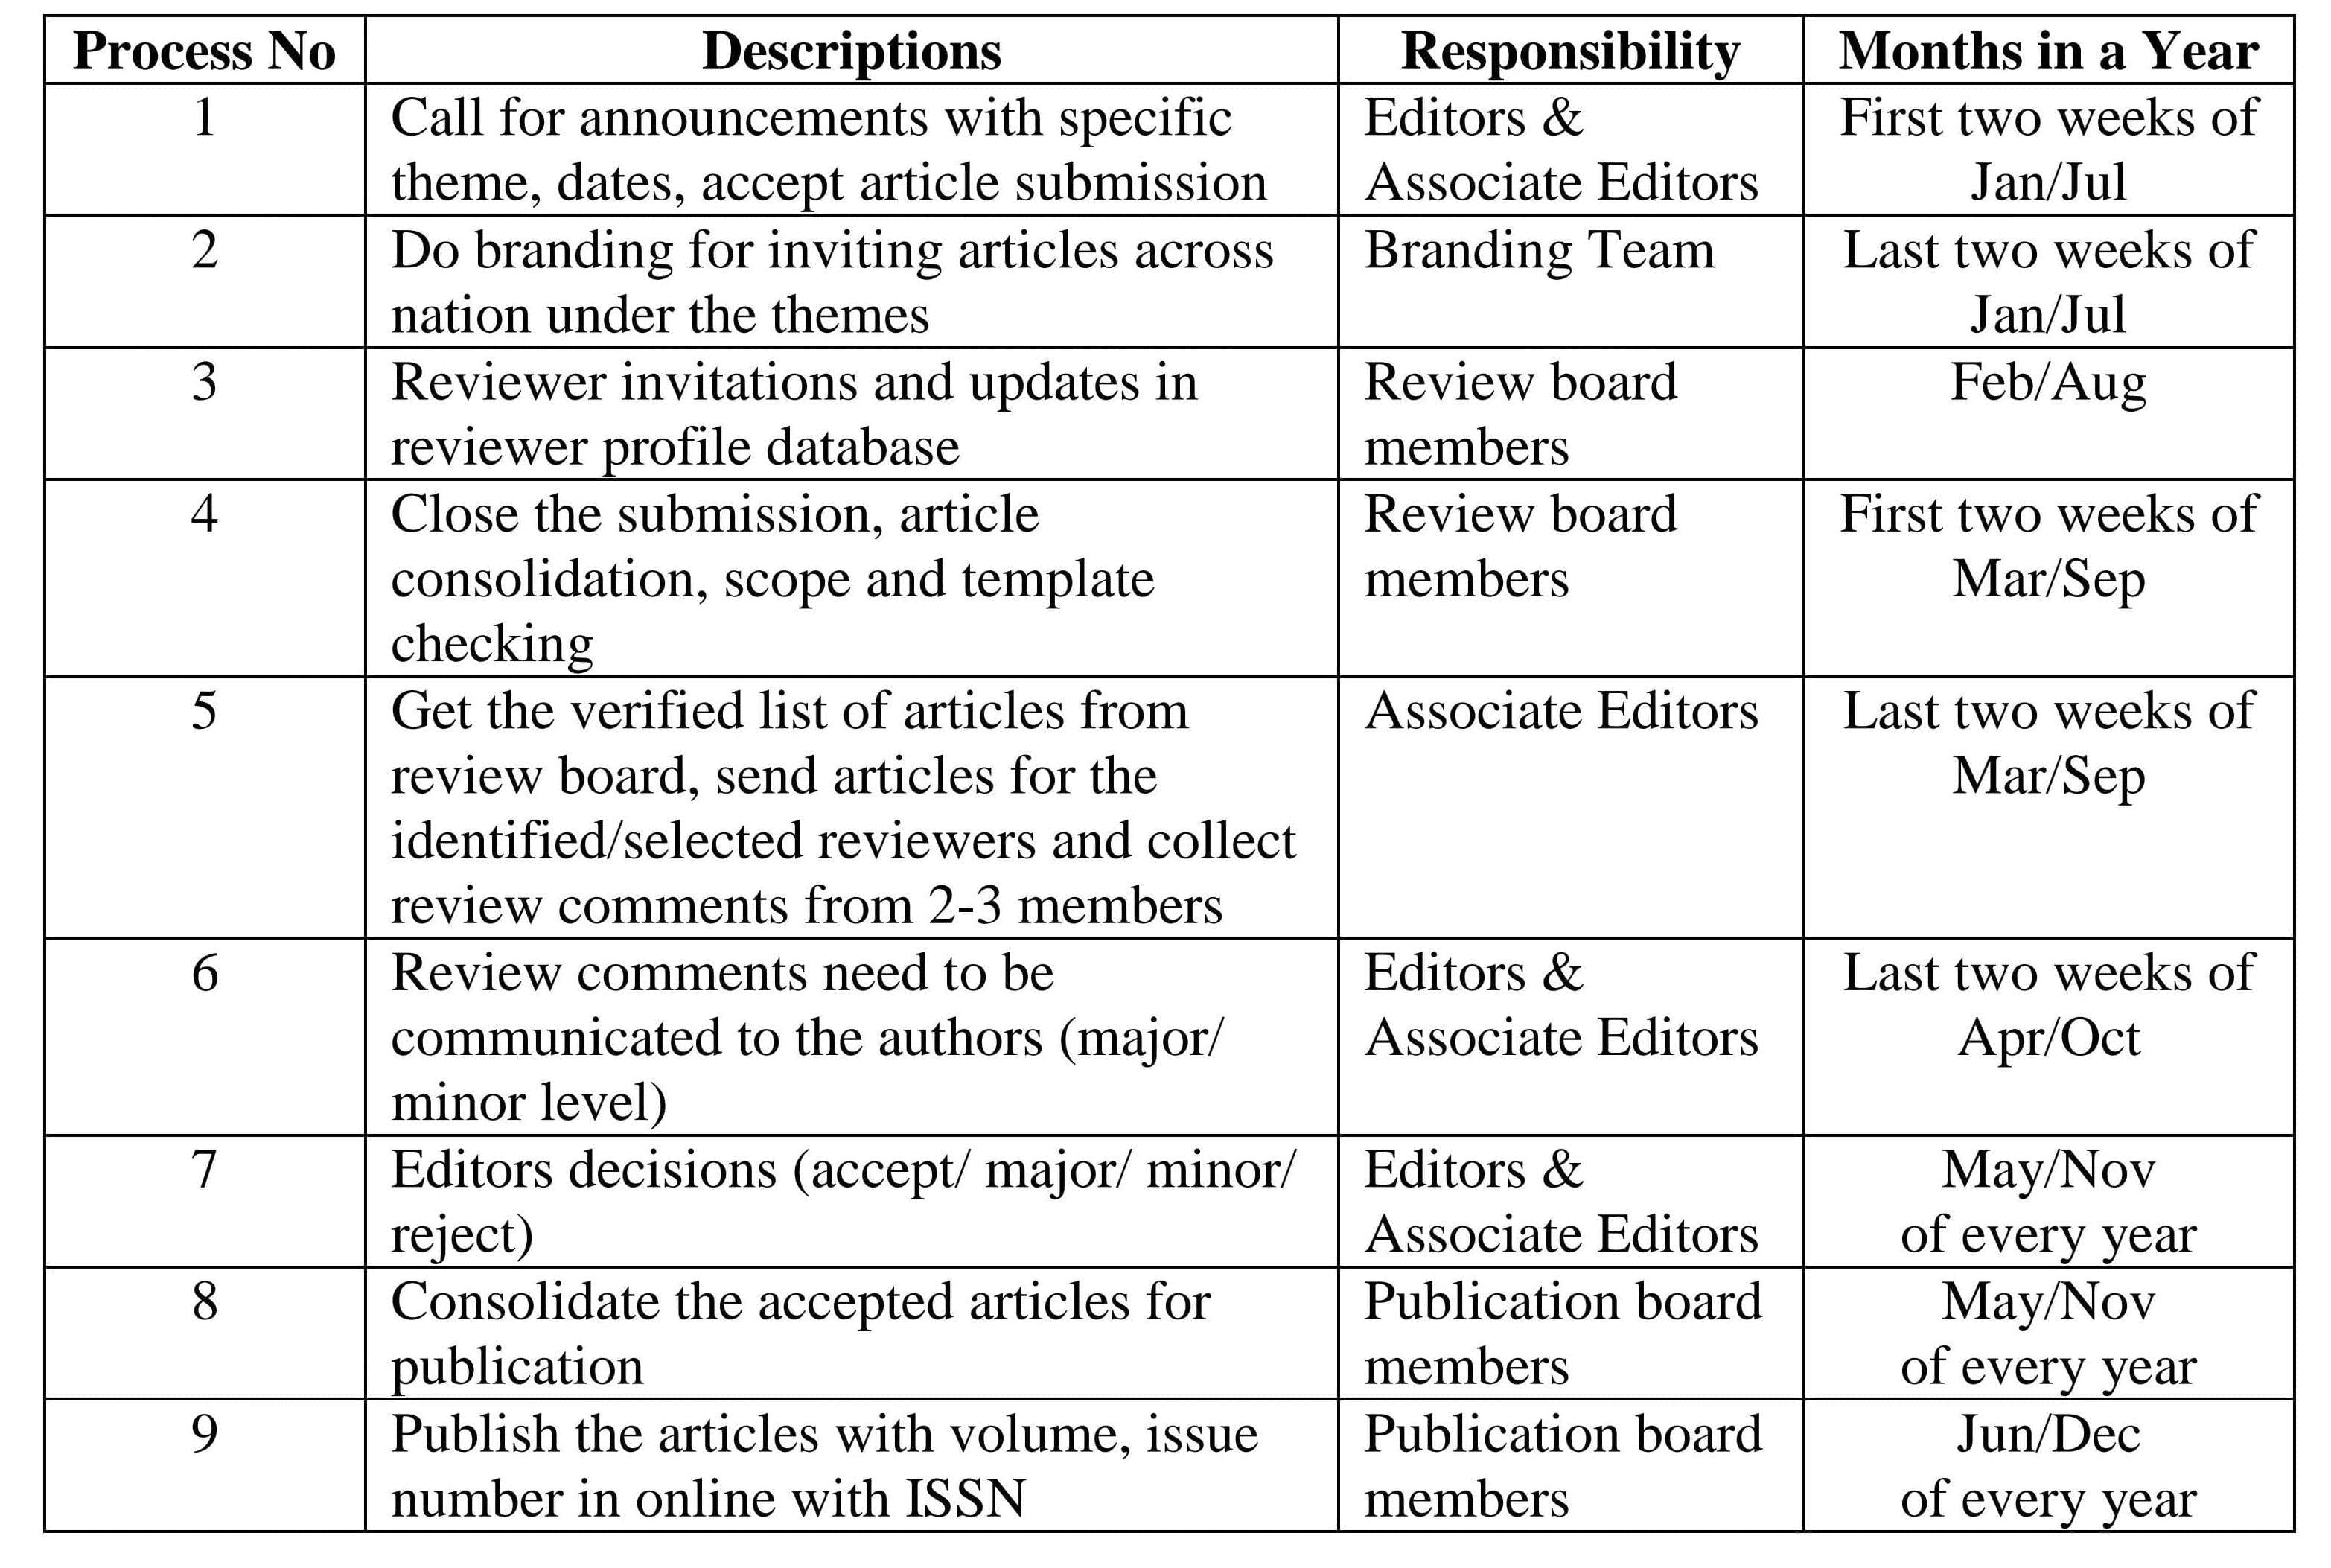 Process No Descriptions Responsibility Months in a Year
1 Call for announcements with specific Editors & First two weeks of
theme, dates, accept article submission Associate Editors Jan/Jul
2 Do branding for inviting articles across Branding Team Last two weeks of
nation under the themes Jan/Jul
3 Reviewer invitations and updates in Review board Feb/Aug
reviewer profile database members
4 Close the submission, article Review board First two weeks of
consolidation, scope and template members Mar/Sep
checking
5 Get the verified list of articles from Associate Editors Last two weeks of
review board, send articles for the Mar/Sep
identified/selected reviewers and collect
review comments from 2-3 members
6 Review comments need to be Editors & Last two weeks of
communicated to the authors (major/ Associate Editors Apr/Oct
minor level)
7 Editors decisions (accept/ major/ minor/ Editors & May/Nov
reject) Associate Editors of every year
8 Consolidate the accepted articles for Publication board May/Nov
publication members of every year
9 Publish the articles with volume, issue Publication board Jun/Dec
number in online with ISSN members of every year